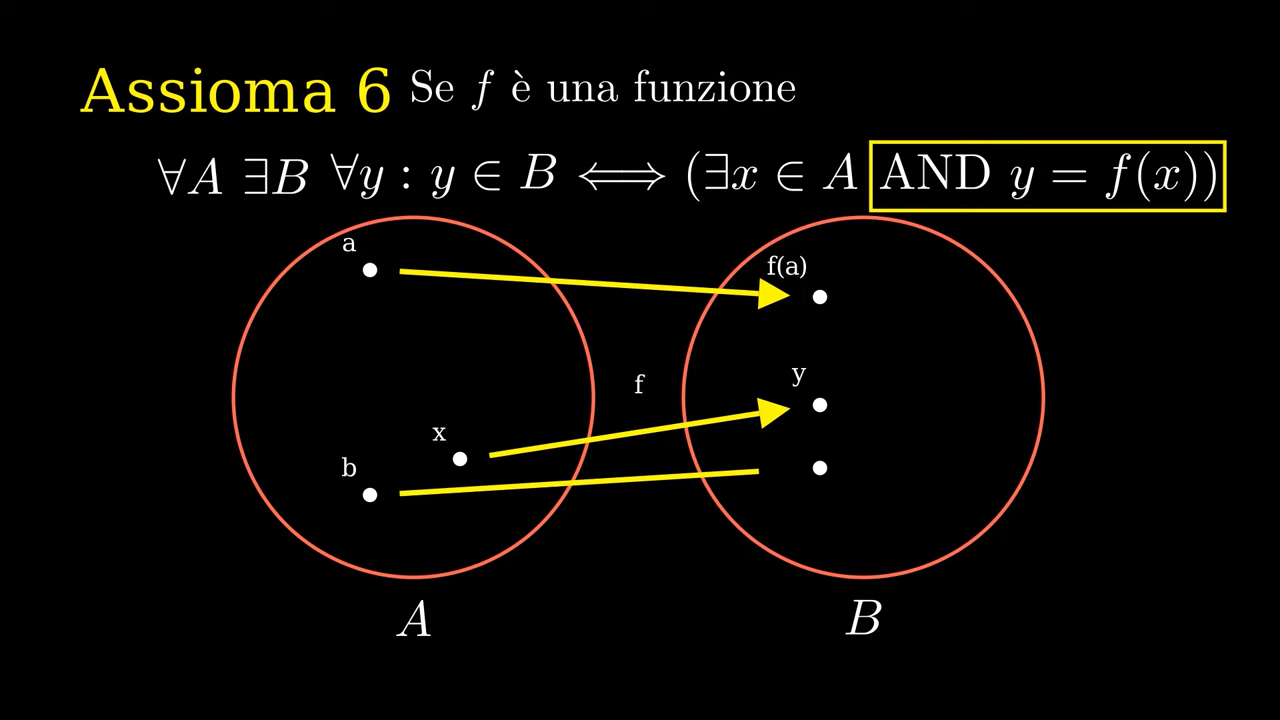 Assioma 6 Se f è una funzione
∀A ∃B ∀y : y ∈ B ⟺ (∃x ∈ A AND y = f(x))
a
f(a)
y
f
x
b
A
B